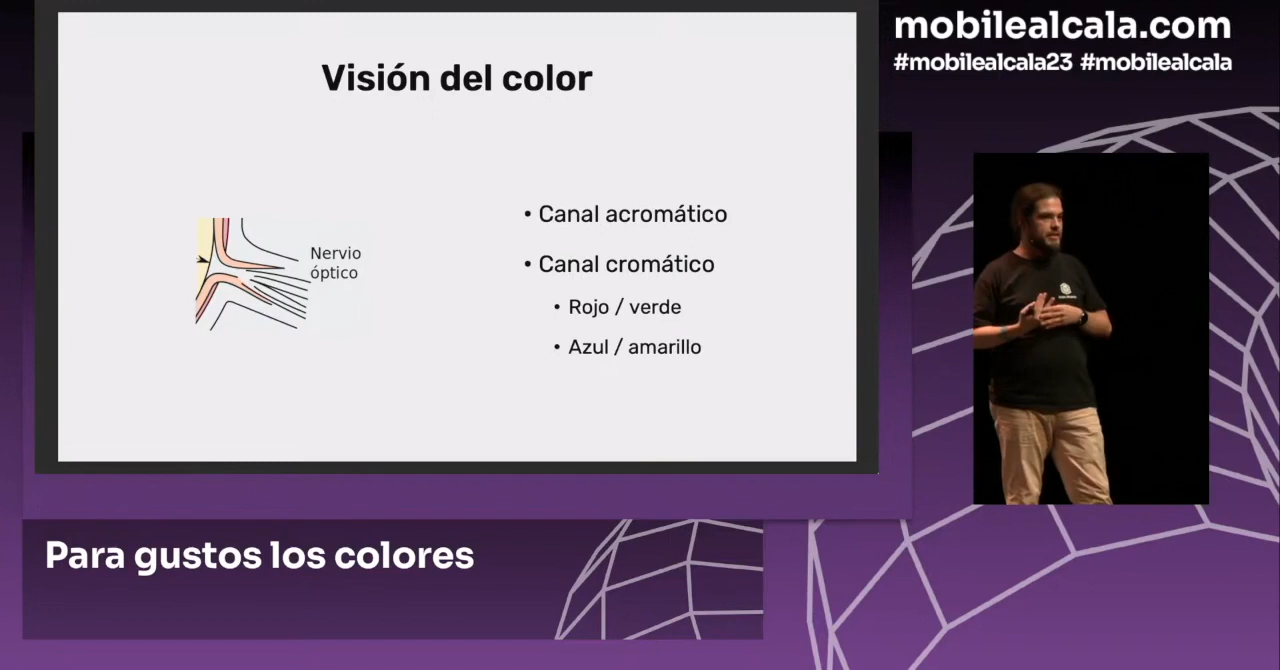 mobilealcala.com
#mobilealcala23 #mobilealcala
Visión del color
Nervio
óptico
• Canal acromático
• Canal cromático
• Rojo / verde
• Azul / amarillo
Para gustos los colores